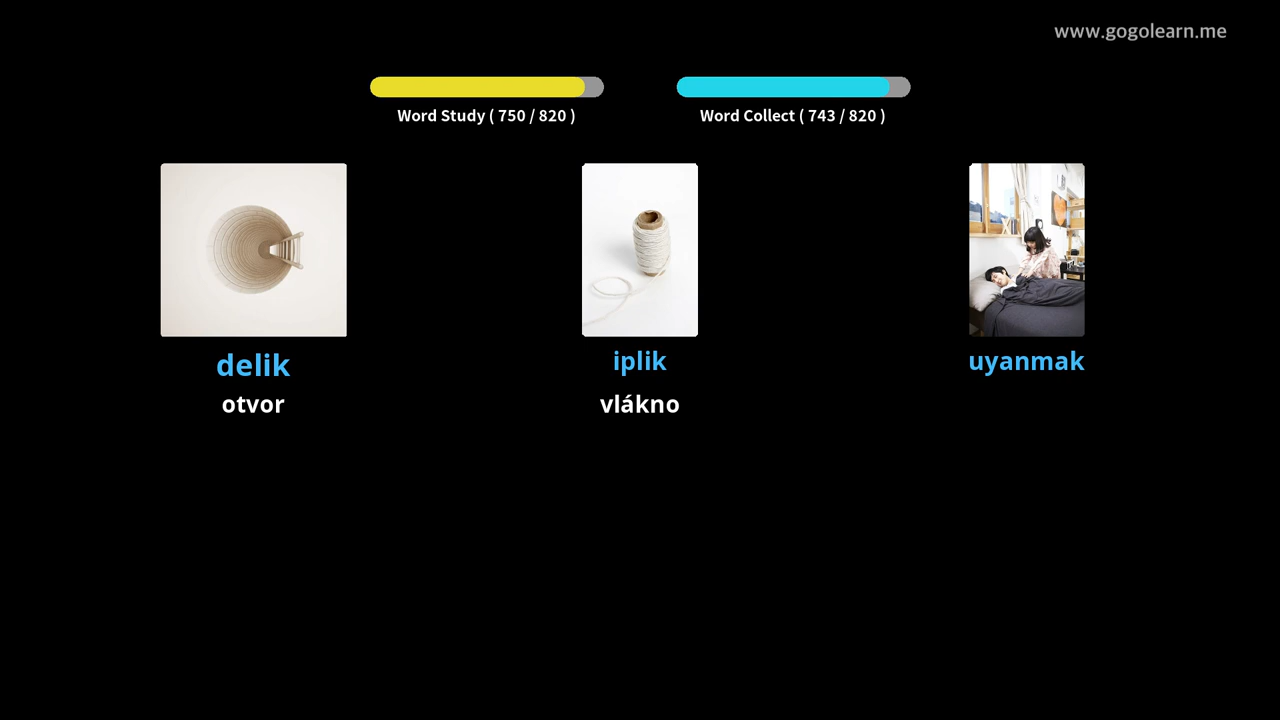 www.gogolearn.me
Word Study ( 750 / 820 )
Word Collect ( 743 / 820 )
delik
iplik
uyanmak
otvor
vlákno